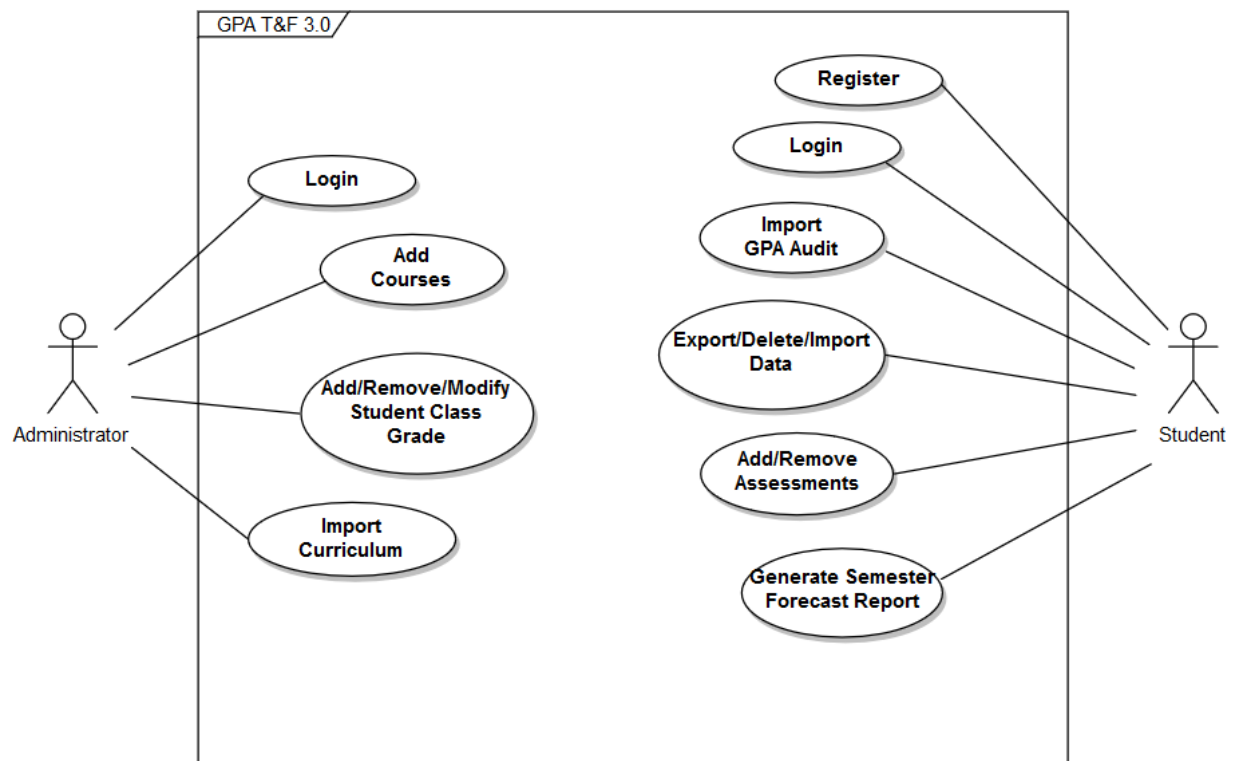 GPA T&F 3.0
Register
Login
Login
Import
GPA Audit
Add
Courses
Export/Delete/Import
Data
Add/Remove/Modify
Student Class
Grade
Administrator
Student
Add/Remove
Assessments
Import
Curriculum
Generate Semester
Forecast Report